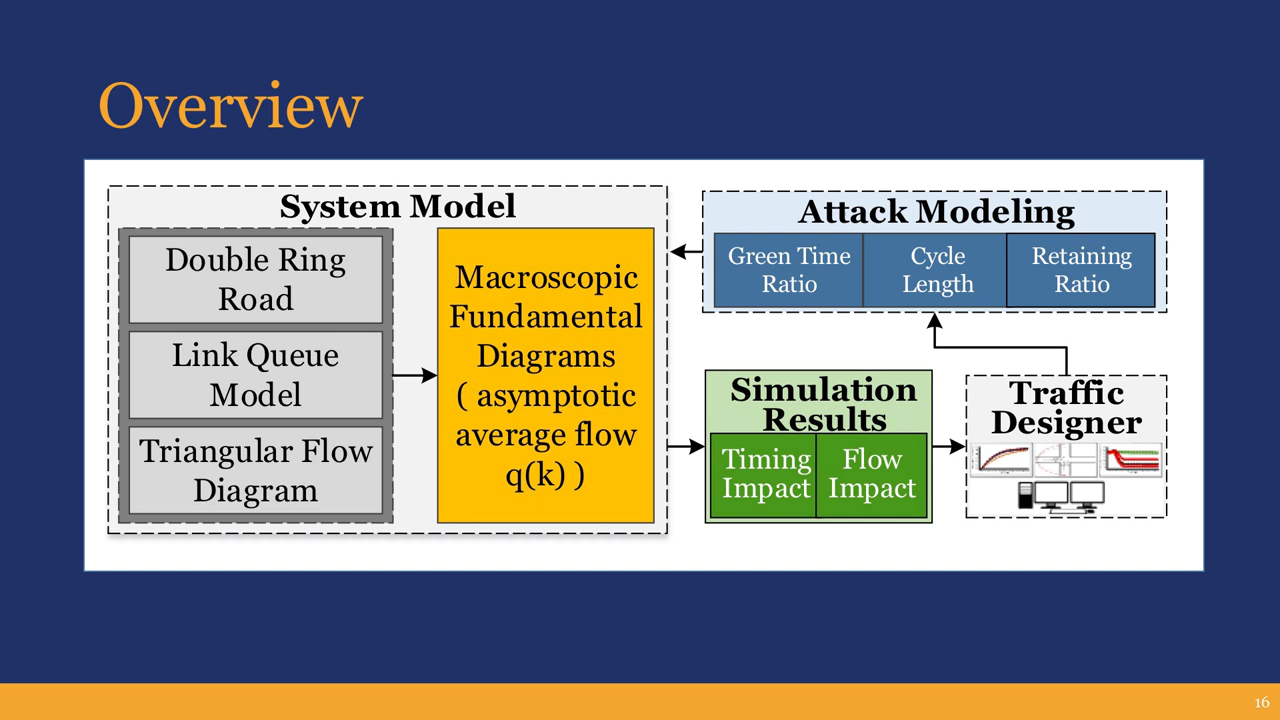 Overview
System Model
Double Ring
Road
Link Queue
Model
Triangular Flow
Diagram
Macroscopic
Fundamental
Diagrams
( asymptotic
average flow
q(k) )
Attack Modeling
Green Time
Ratio
Cycle
Length
Retaining
Ratio
Simulation
Results
Timing
Impact
Flow
Impact
Traffic
Designer
16